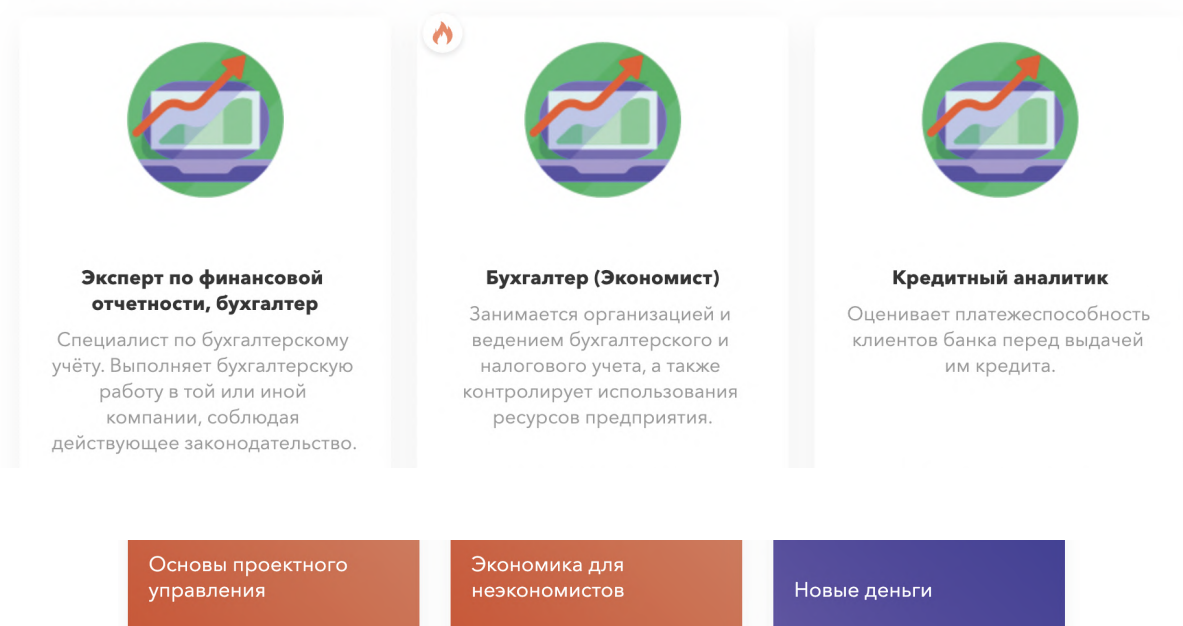 Эксперт по финансовой
отчетности, бухгалтер
Специалист по бухгалтерскому
учёту. Выполняет бухгалтерскую
работу в той или иной
компании, соблюдая
действующее законодательство.
Бухгалтер (Экономист)
Занимается организацией и
ведением бухгалтерского и
налогового учета, а также
контролирует использования
ресурсов предприятия.
Кредитный аналитик
Оценивает платежеспособность
клиентов банка перед выдачей
им кредита.
Основы проектного
управления
Экономика для
неэкономистов
Новые деньги